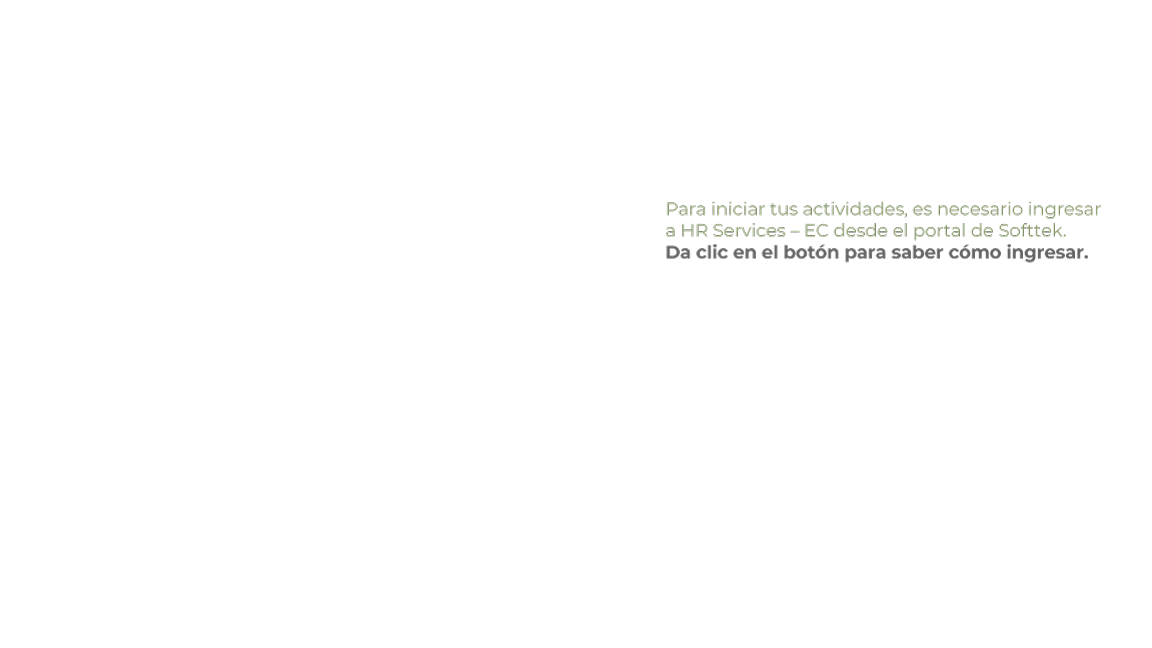 Para iniciar tus actividades, es necesario ingresar
a HR Services – EC desde el portal de Softtek.
Da clic en el botón para saber cómo ingresar.